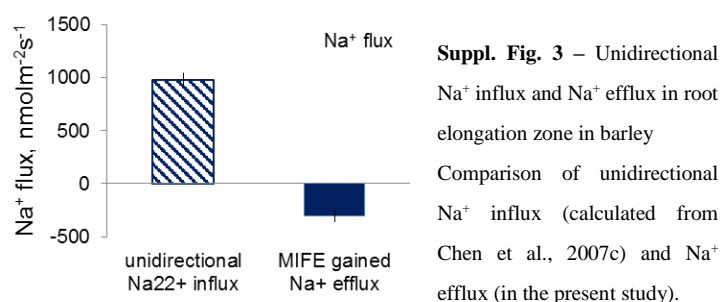 Na⁺ flux
Na⁺ flux, nmolm⁻²s⁻¹
1500
1000
500
0
-500
unidirectional
Na22+ influx
MIFE gained
Na+ efflux
Suppl. Fig. 3 – Unidirectional
Na⁺ influx and Na⁺ efflux in root
elongation zone in barley
Comparison of unidirectional
Na⁺ influx (calculated from
Chen et al., 2007c) and Na⁺
efflux (in the present study).